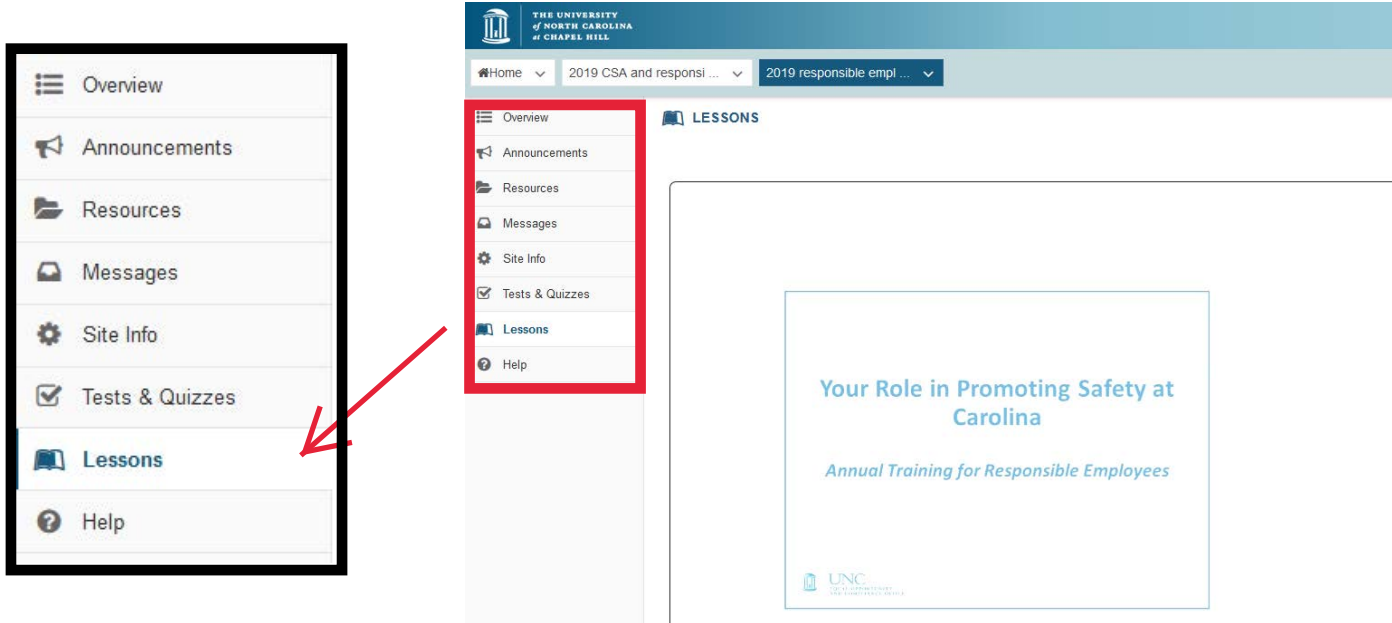 Overview
Announcements
Resources
Messages
Site Info
Tests & Quizzes
Lessons
Help
THE UNIVERSITY
of NORTH CAROLINA
at CHAPEL HILL
Home
2019 CSA and responsi ...
2019 responsible empl ...
Overview
Announcements
Resources
Messages
Site Info
Tests & Quizzes
Lessons
Help
LESSONS
Your Role in Promoting Safety at
Carolina
Annual Training for Responsible Employees
UNC